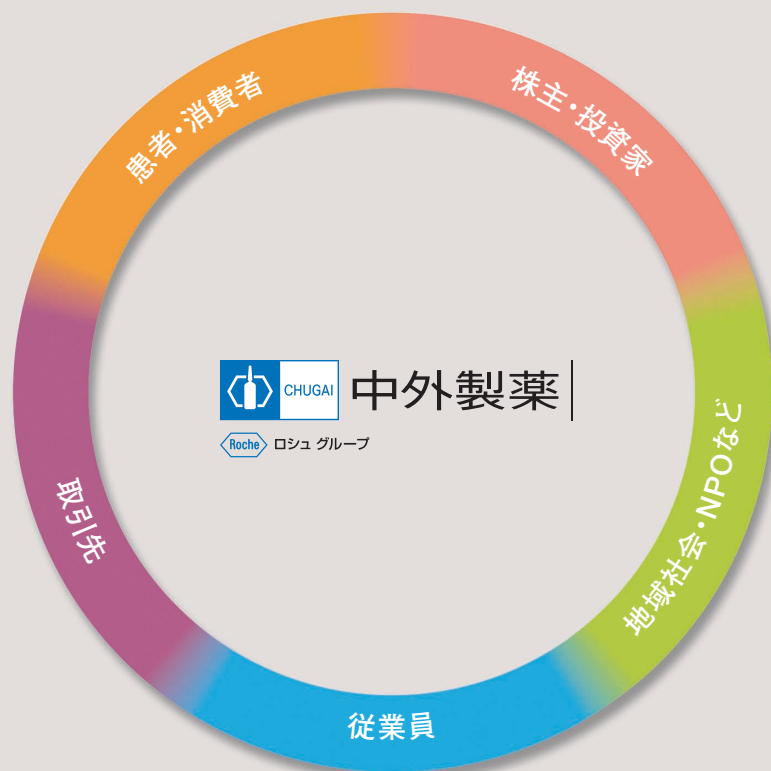 患者・消費者
株主・投資家
地域社会・NPOなど
従業員
取引先
CHUGAI 中外製薬
Roche ロシュ グループ